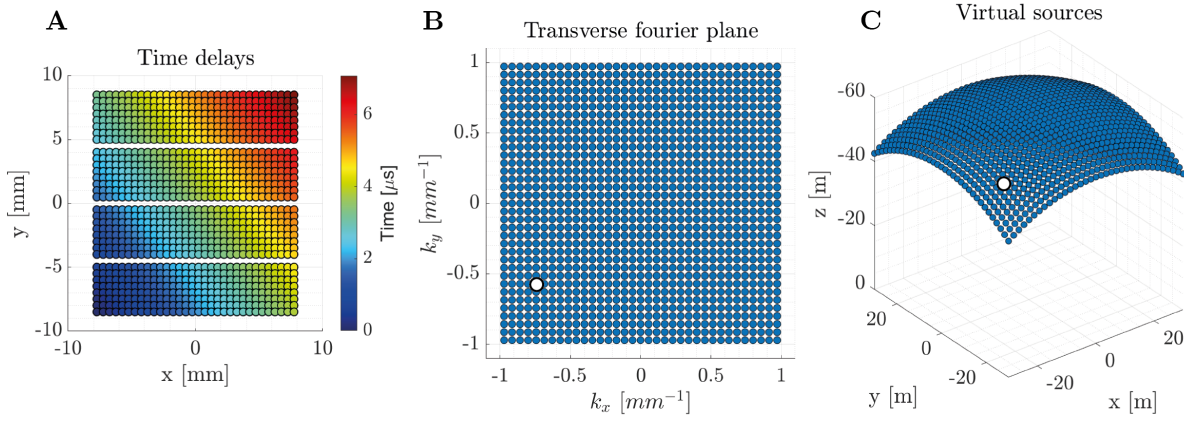 A
Time delays
10
5
0
-5
-10
y [mm]
-10
0
10
x [mm]
6
4
2
0
Time [μs]
B
Transverse fourier plane
1
0.5
0
-0.5
-1
k_y [mm^{-1}]
-1
-0.5
0
0.5
1
k_x [mm^{-1}]
C
Virtual sources
-60
-40
-20
0
z [m]
20
0
-20
y [m]
-20
0
20
x [m]